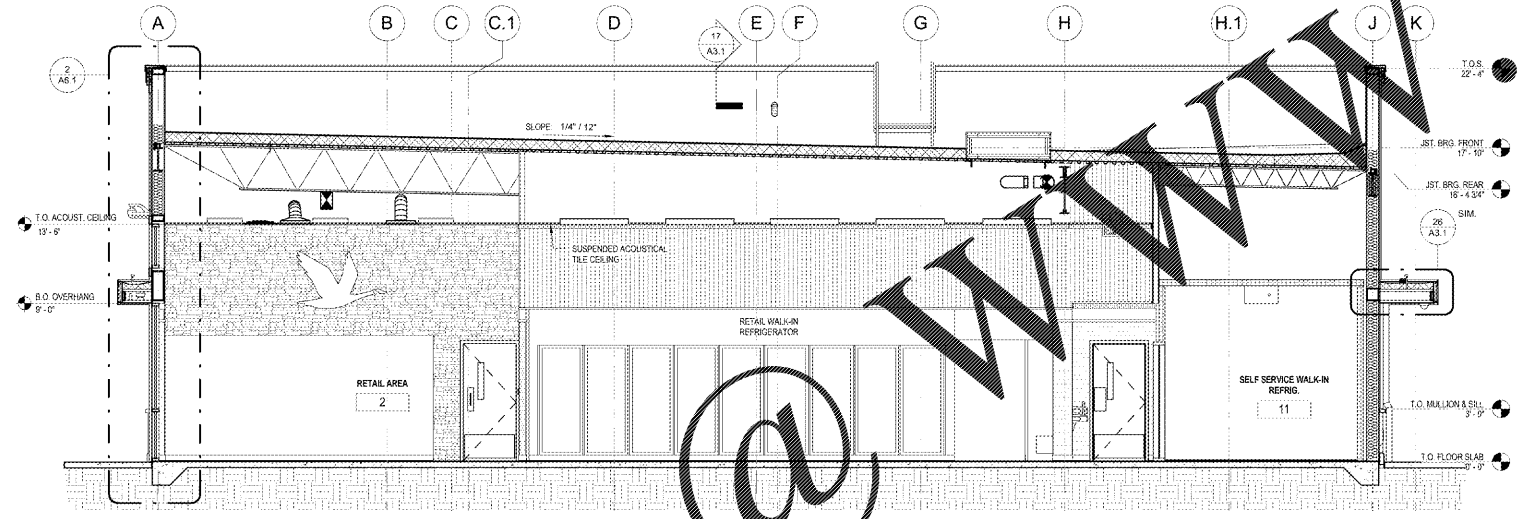 A B C C.1 D E F G H H.1 J K
2
A6.1
17
A3.1
T.O.S.
22' - 4"
SLOPE: 1/4" / 12"
JST. BRG. FRONT
17' - 10"
JST. BRG. REAR
16' - 4 3/4"
T.O. ACOUST. CEILING
13' - 6"
26
A3.1
SIM.
SUSPENDED ACOUSTICAL
TILE CEILING
B.O. OVERHANG
9' - 0"
RETAIL WALK-IN
REFRIGERATOR
RETAIL AREA
2
SELF SERVICE WALK-IN
REFRIG.
11
T.O. MULLION & SILL
3' - 9"
T.O. FLOOR SLAB
0' - 0"
@ WWW